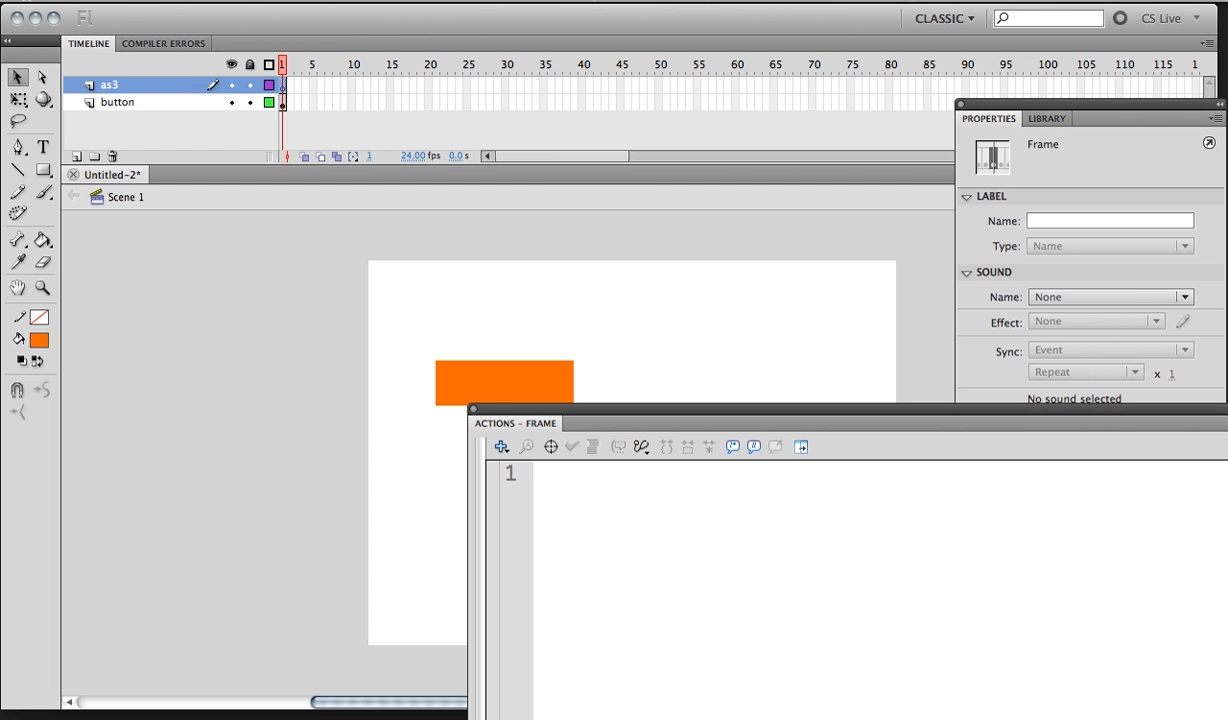 Fl CLASSIC CS Live
TIMELINE COMPILER ERRORS
1 5 10 15 20 25 30 35 40 45 50 55 60 65 70 75 80 85 90 95 100 105 110 115 1
as3
button
1 24.00 fps 0.0 s
Untitled-2*
Scene 1
T
PROPERTIES LIBRARY
Frame
LABEL
Name:
Type: Name
SOUND
Name: None
Effect: None
Sync: Event
Repeat x 1
No sound selected
ACTIONS - FRAME
1